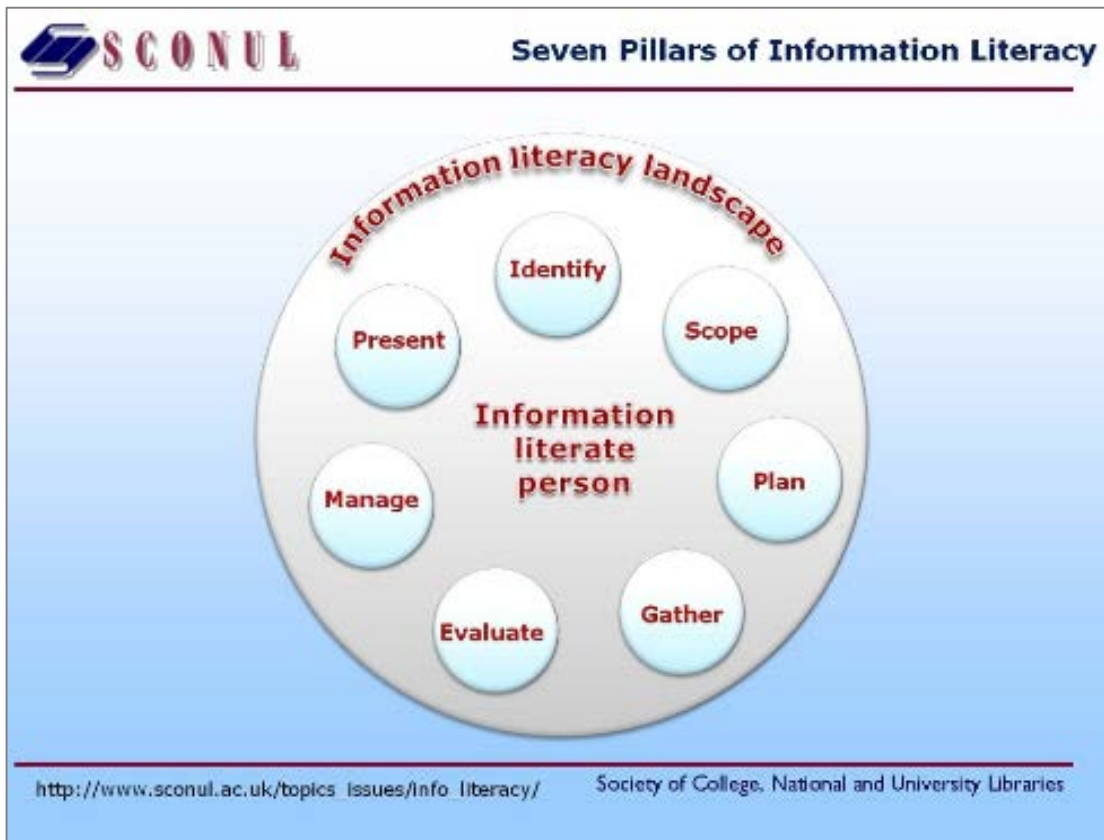 SCONUL
Seven Pillars of Information Literacy
Information literacy landscape
Identify
Scope
Plan
Gather
Evaluate
Manage
Present
Information
literate
person
http://www.sconul.ac.uk/topics_issues/info_literacy/
Society of College, National and University Libraries